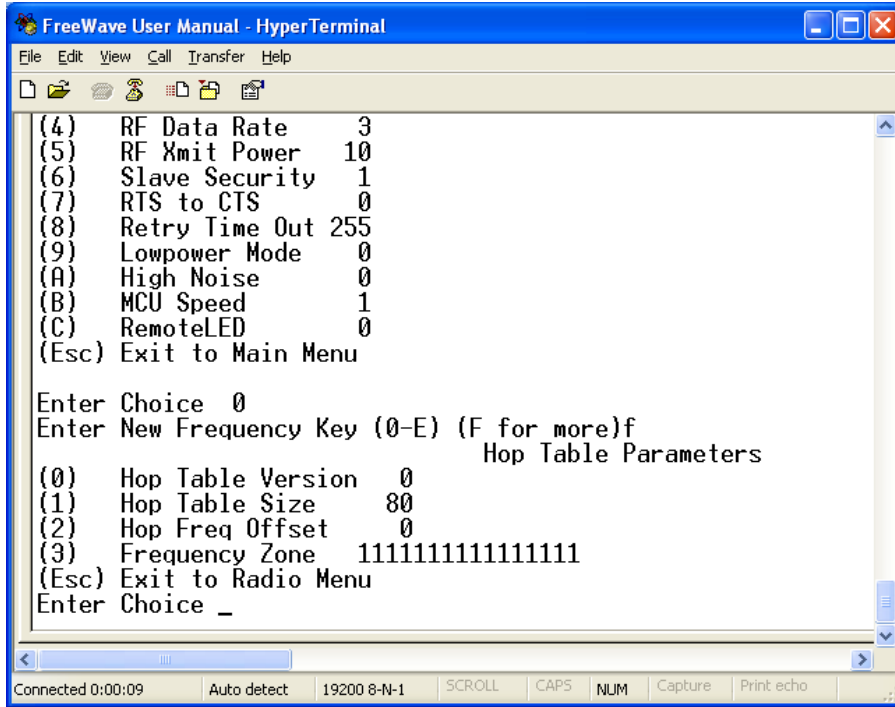 FreeWave User Manual - HyperTerminal
File Edit View Call Transfer Help
(4) RF Data Rate 3
(5) RF Xmit Power 10
(6) Slave Security 1
(7) RTS to CTS 0
(8) Retry Time Out 255
(9) Lowpower Mode 0
(A) High Noise 0
(B) MCU Speed 1
(C) RemoteLED 0
(Esc) Exit to Main Menu
Enter Choice 0
Enter New Frequency Key (0-E) (F for more)f
Hop Table Parameters
(0) Hop Table Version 0
(1) Hop Table Size 80
(2) Hop Freq Offset 0
(3) Frequency Zone 1111111111111111
(Esc) Exit to Radio Menu
Enter Choice _
Connected 0:00:09 Auto detect 19200 8-N-1 SCROLL CAPS NUM Capture Print echo